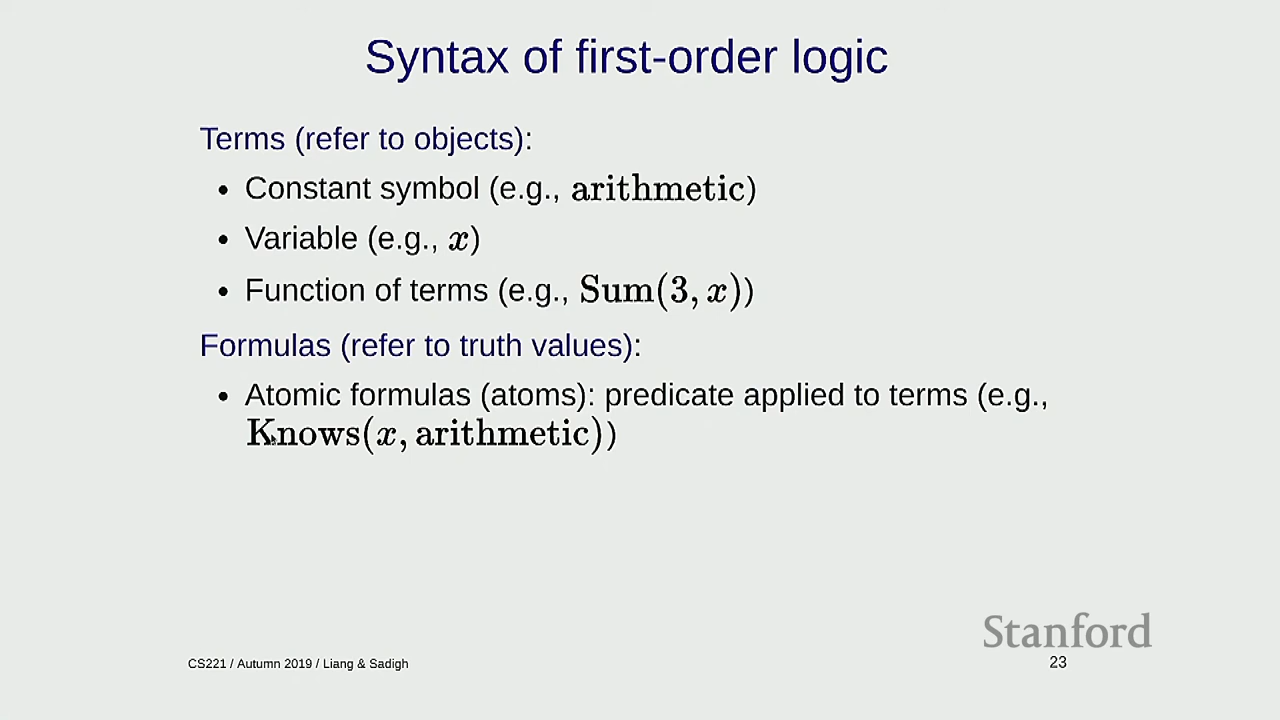 Syntax of first-order logic
Terms (refer to objects):
• Constant symbol (e.g., arithmetic)
• Variable (e.g., x)
• Function of terms (e.g., Sum(3, x))
Formulas (refer to truth values):
• Atomic formulas (atoms): predicate applied to terms (e.g.,
Knows(x, arithmetic))
Stanford
CS221 / Autumn 2019 / Liang & Sadigh
23